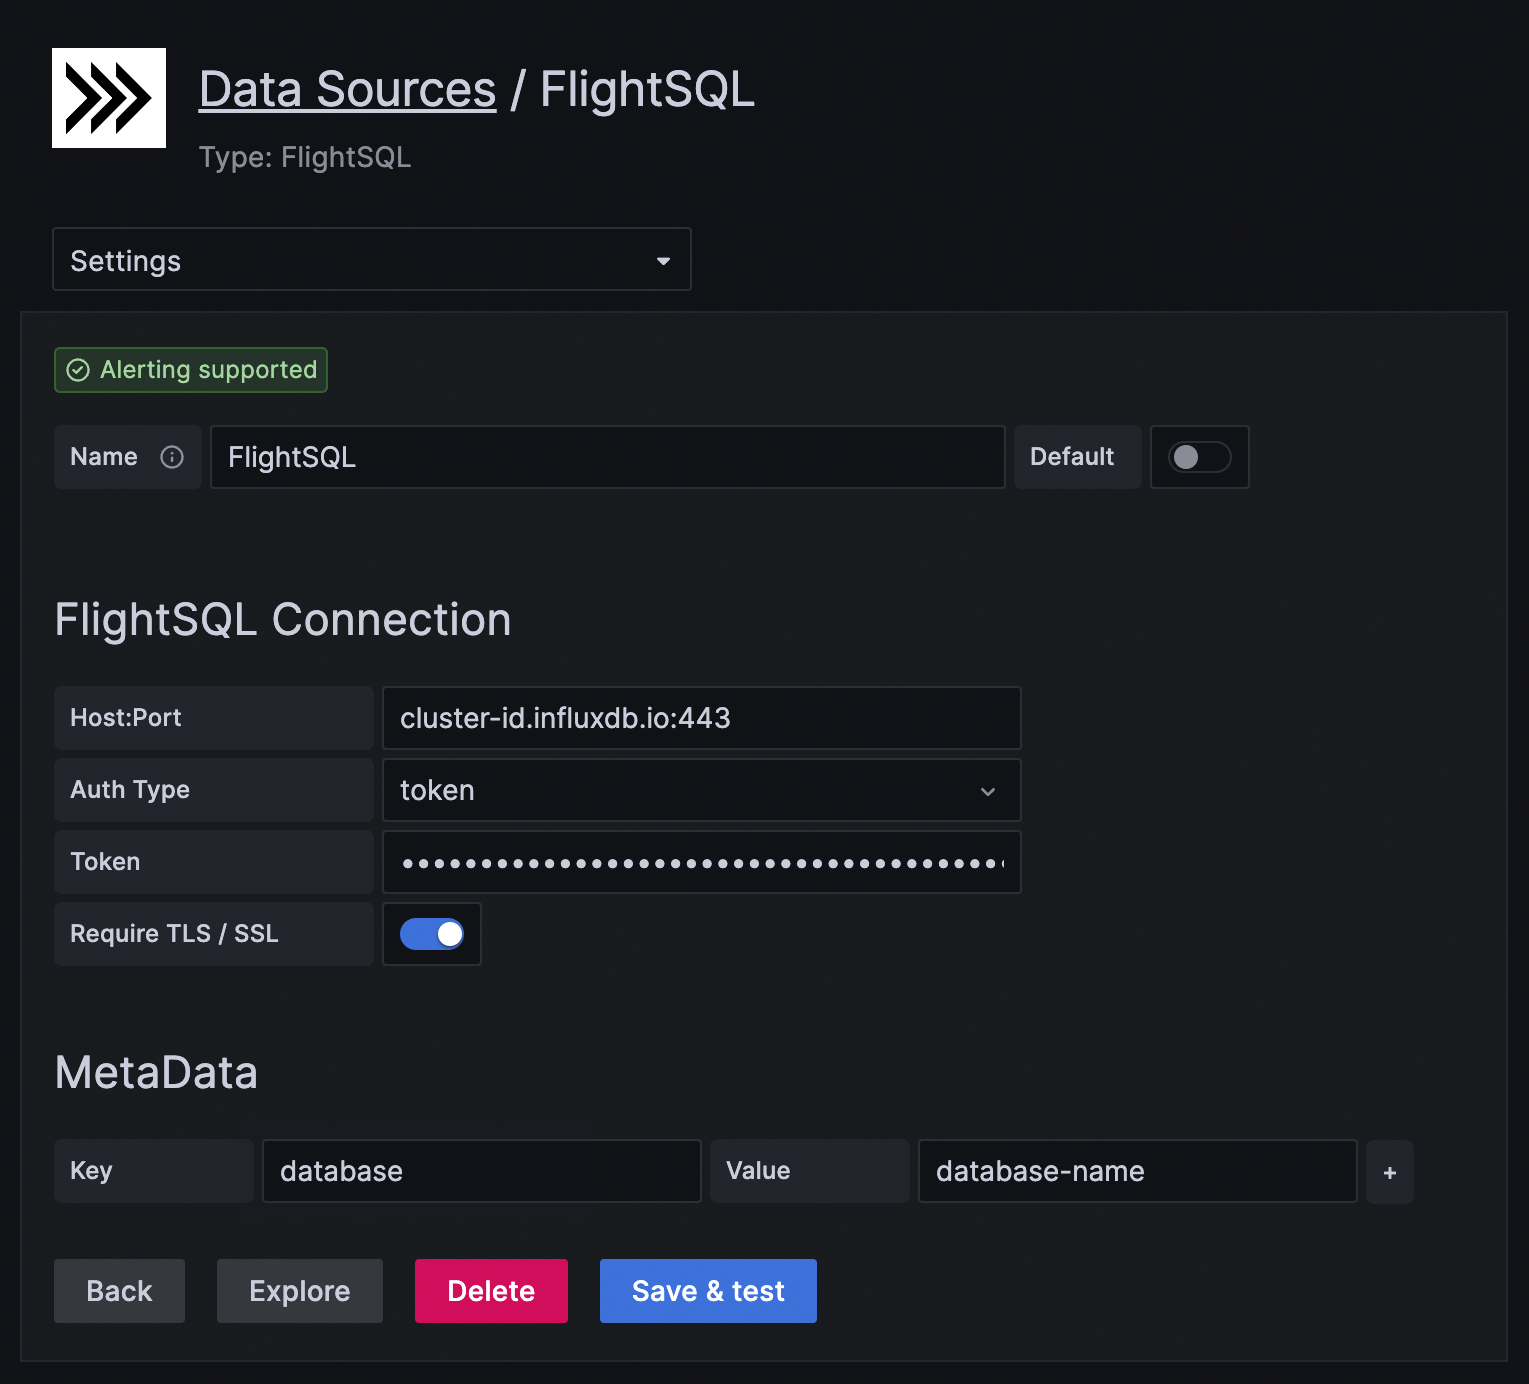 Data Sources / FlightSQL
Type: FlightSQL
Settings
Alerting supported
Name FlightSQL Default
FlightSQL Connection
Host:Port cluster-id.influxdb.io:443
Auth Type token
Token
Require TLS / SSL
MetaData
Key database Value database-name +
Back Explore Delete Save & test